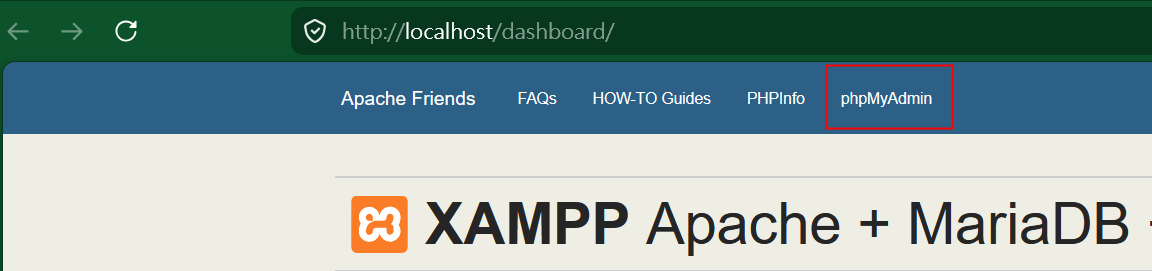 http://localhost/dashboard/
Apache Friends FAQs HOW-TO Guides PHPInfo phpMyAdmin
XAMPP Apache + MariaDB